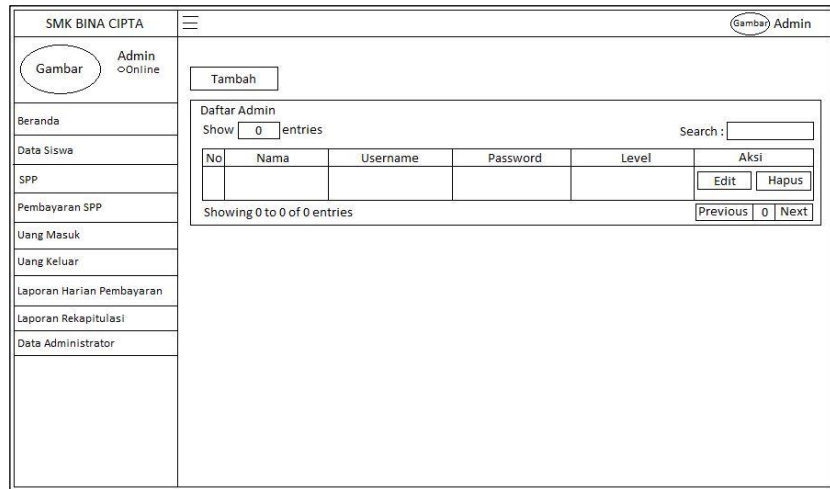 SMK BINA CIPTA
Gambar Admin
Gambar
Admin
Online
Beranda
Data Siswa
SPP
Pembayaran SPP
Uang Masuk
Uang Keluar
Laporan Harian Pembayaran
Laporan Rekapitulasi
Data Administrator
Tambah
Daftar Admin
Show 0 entries Search :
No Nama Username Password Level Aksi
Edit Hapus
Showing 0 to 0 of 0 entries Previous 0 Next